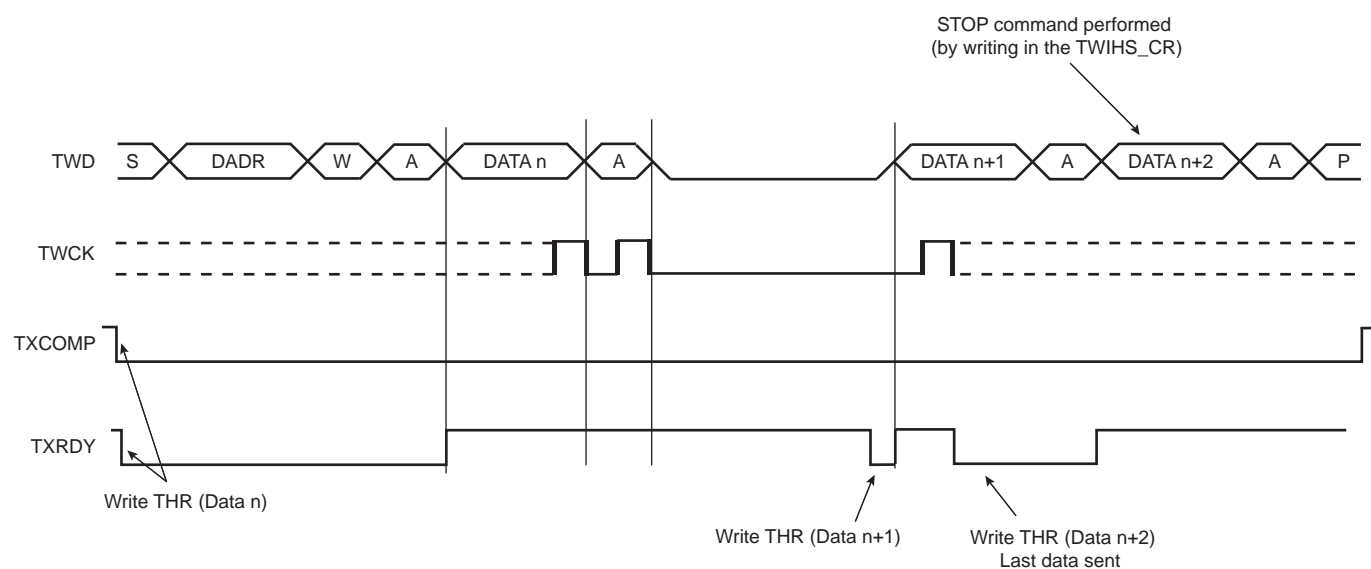 STOP command performed
(by writing in the TWIHS_CR)
TWD S DADR W A DATA n A DATA n+1 A DATA n+2 A P
TWCK
TXCOMP
TXRDY
Write THR (Data n)
Write THR (Data n+1)
Write THR (Data n+2)
Last data sent